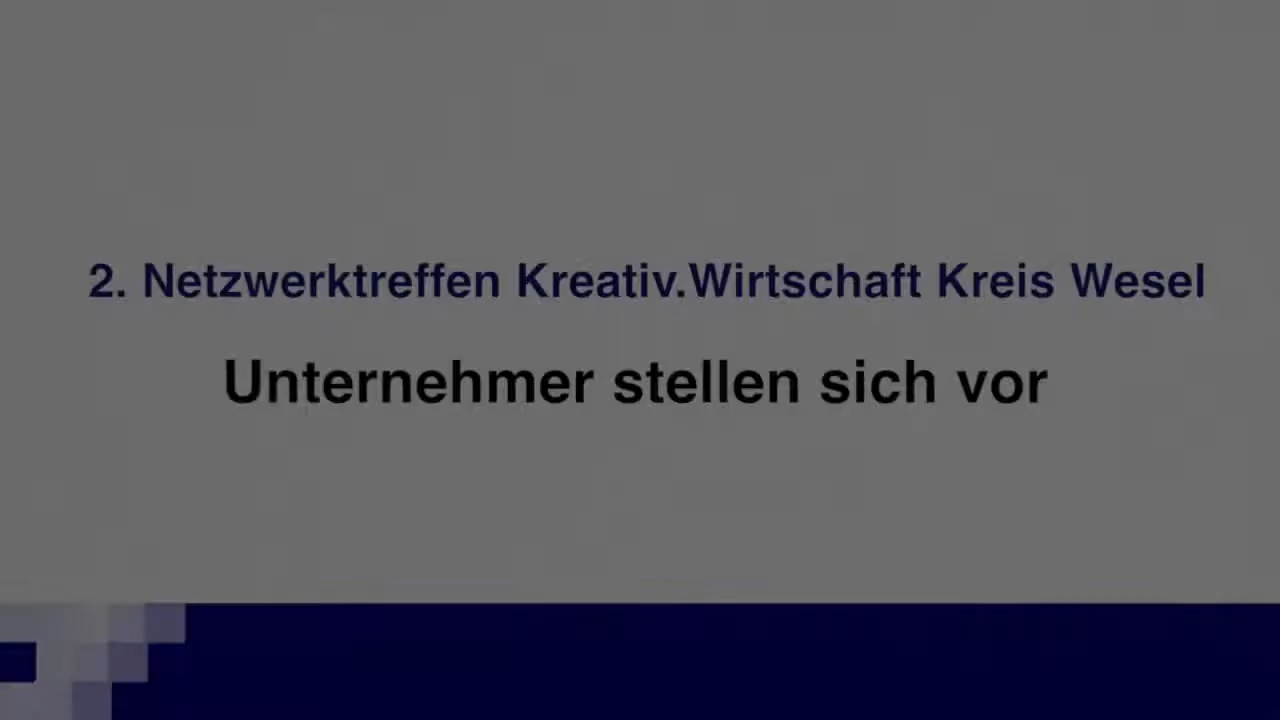 2. Netzwerktreffen Kreativ.Wirtschaft Kreis Wesel
Unternehmer stellen sich vor